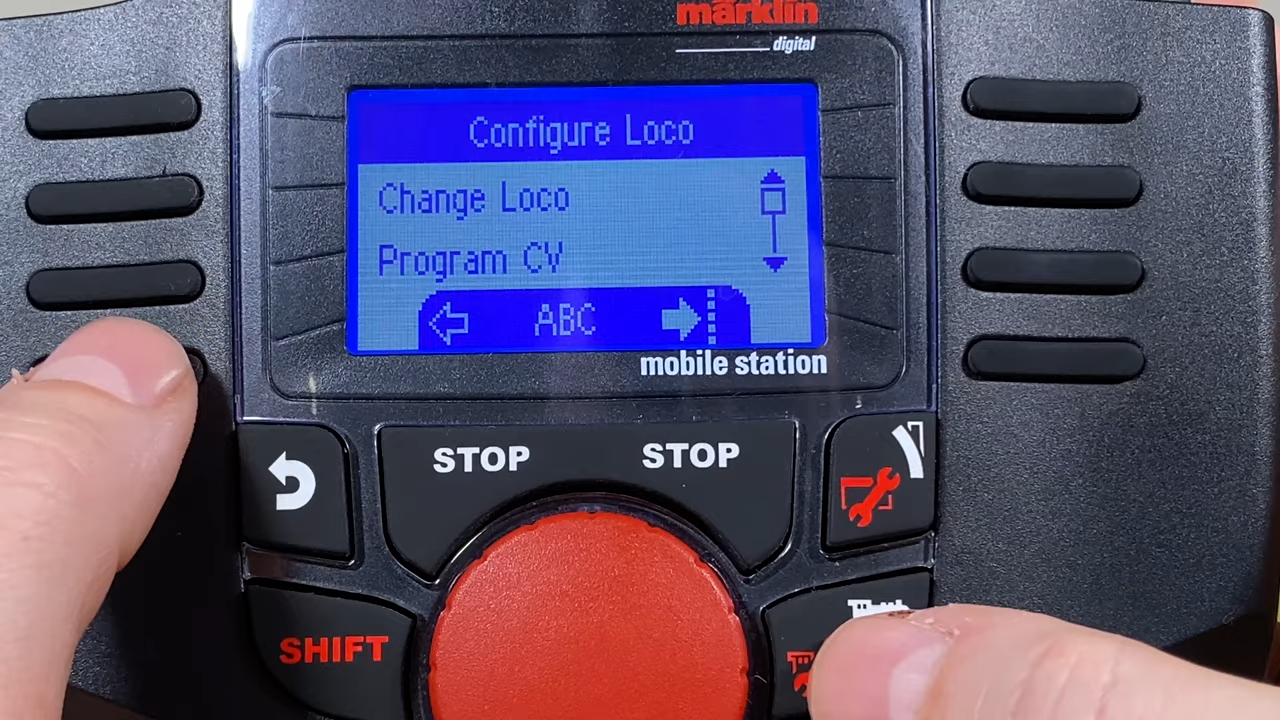 märklin
digital
Configure Loco
Change Loco
Program CV
ABC
mobile station
STOP STOP
SHIFT